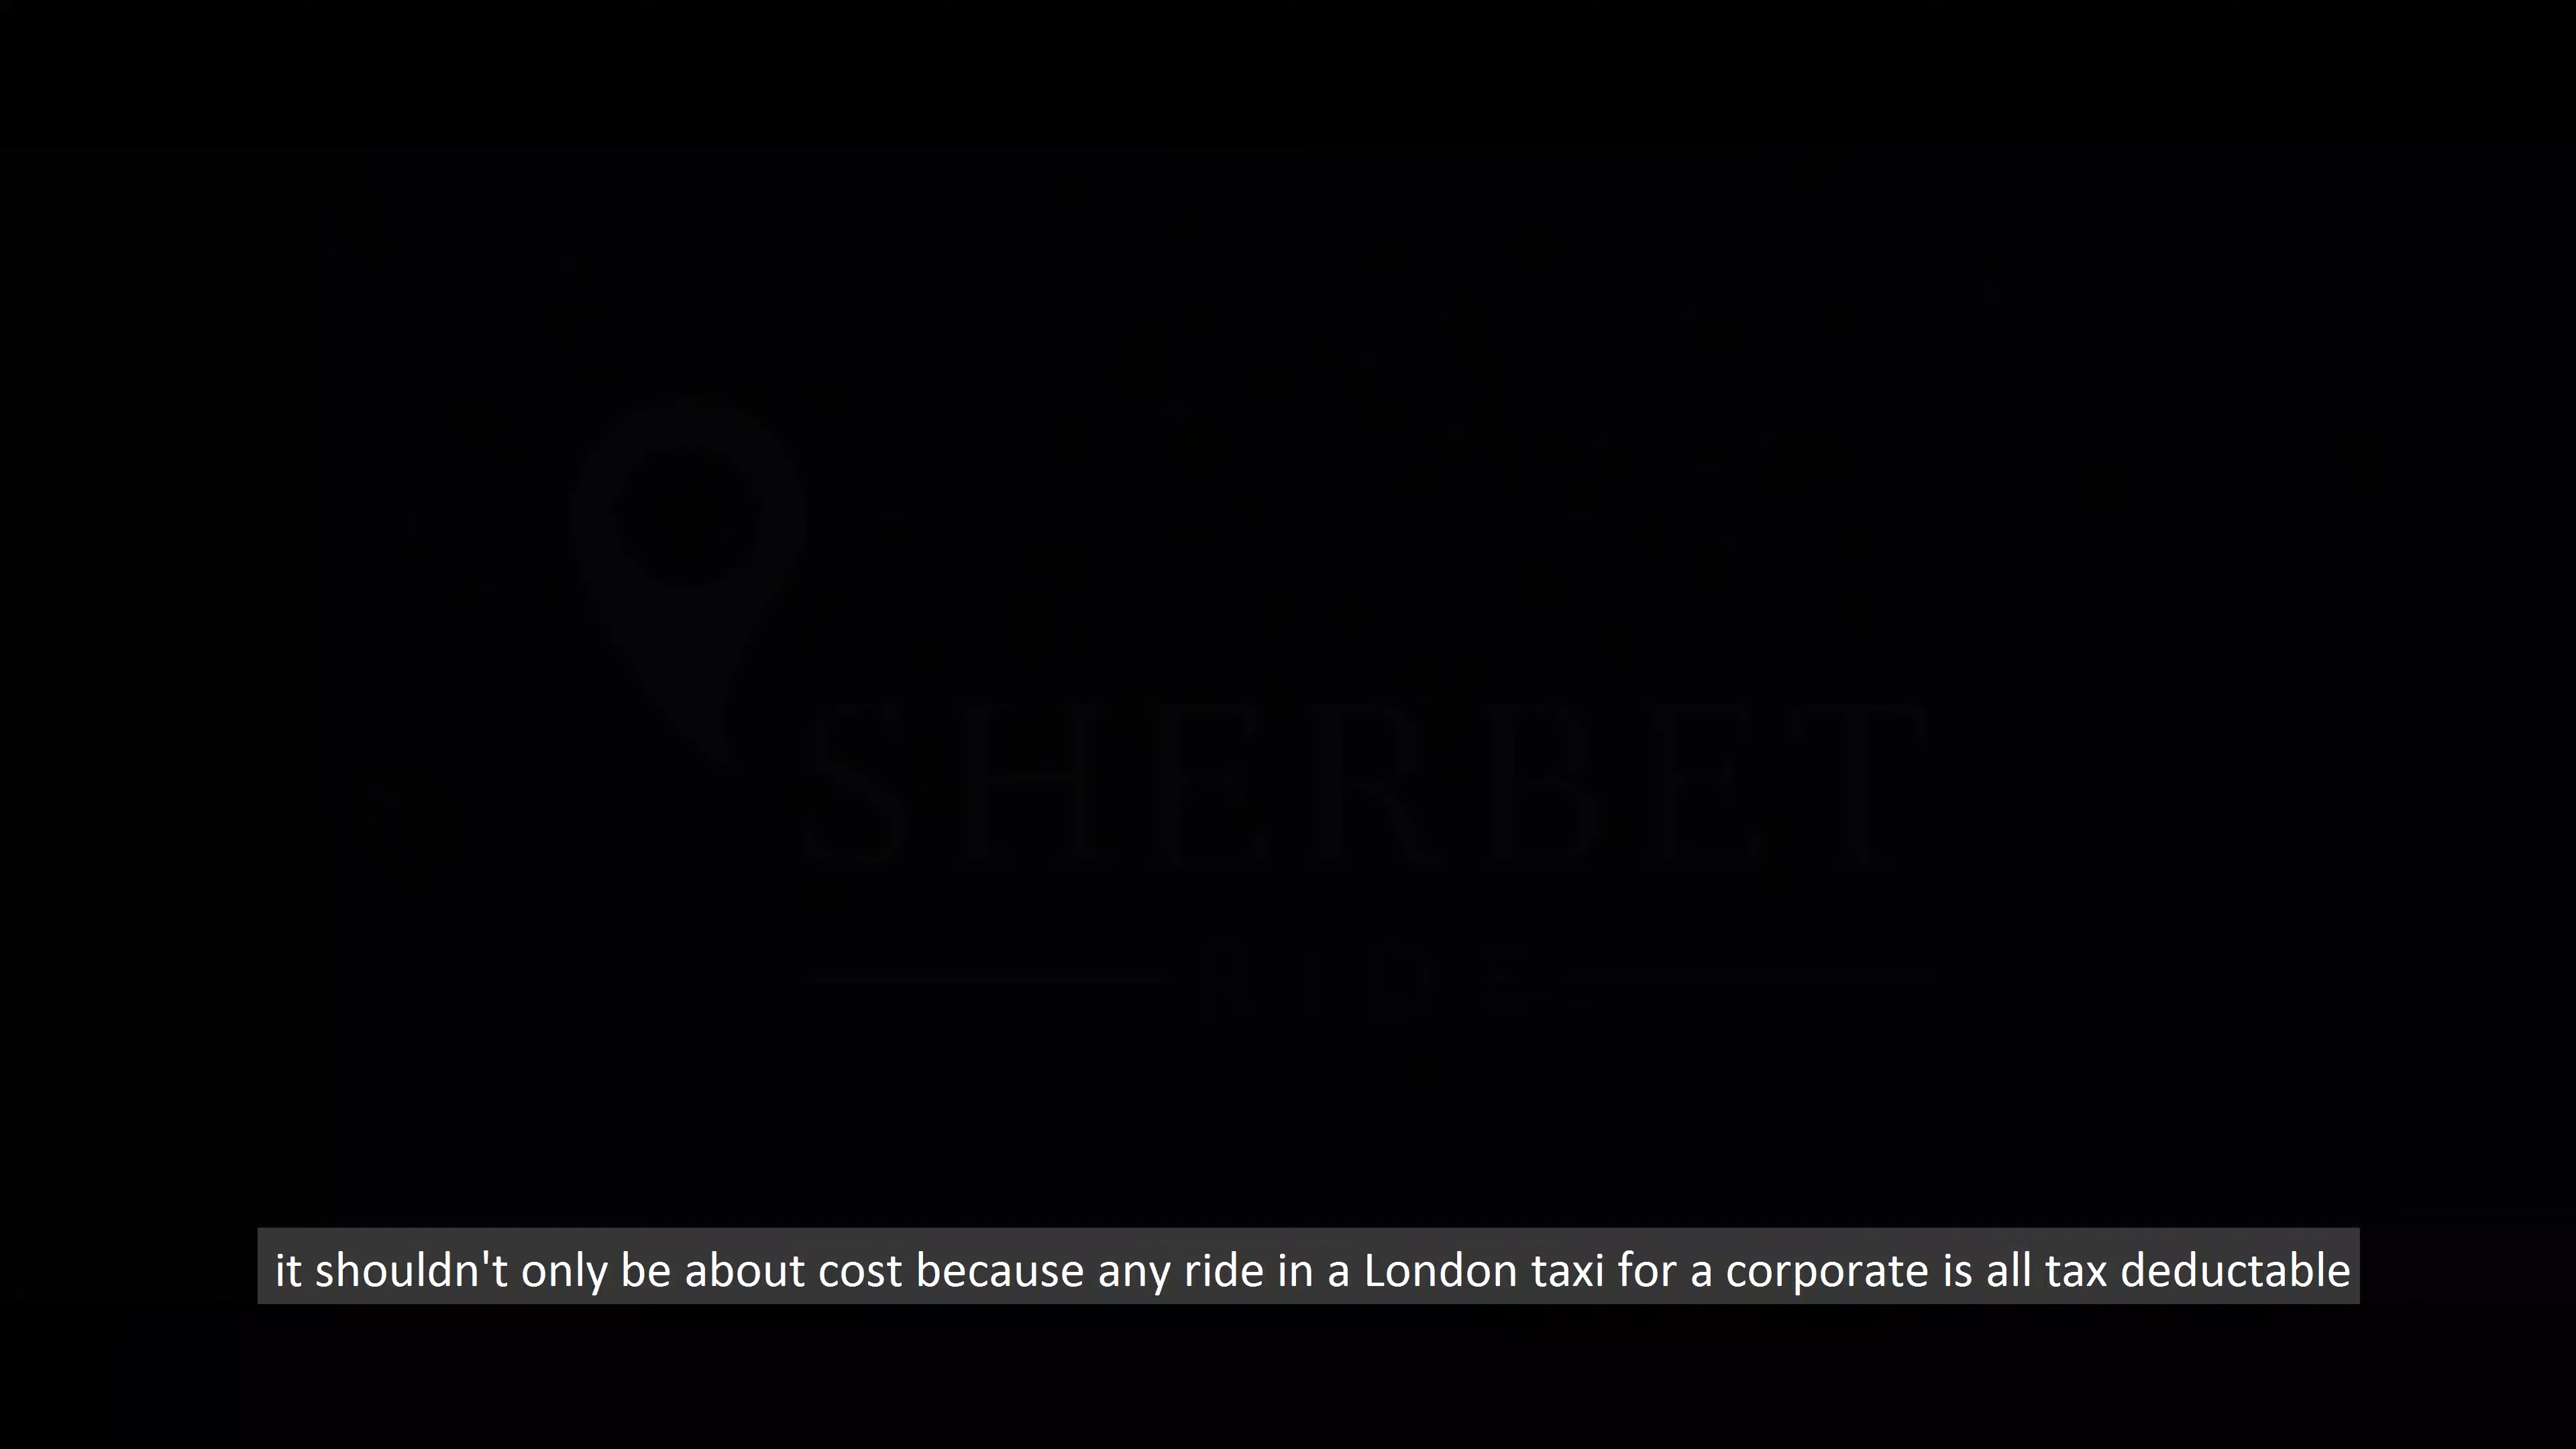 SHERBET
RIDE
it shouldn't only be about cost because any ride in a London taxi for a corporate is all tax deductable